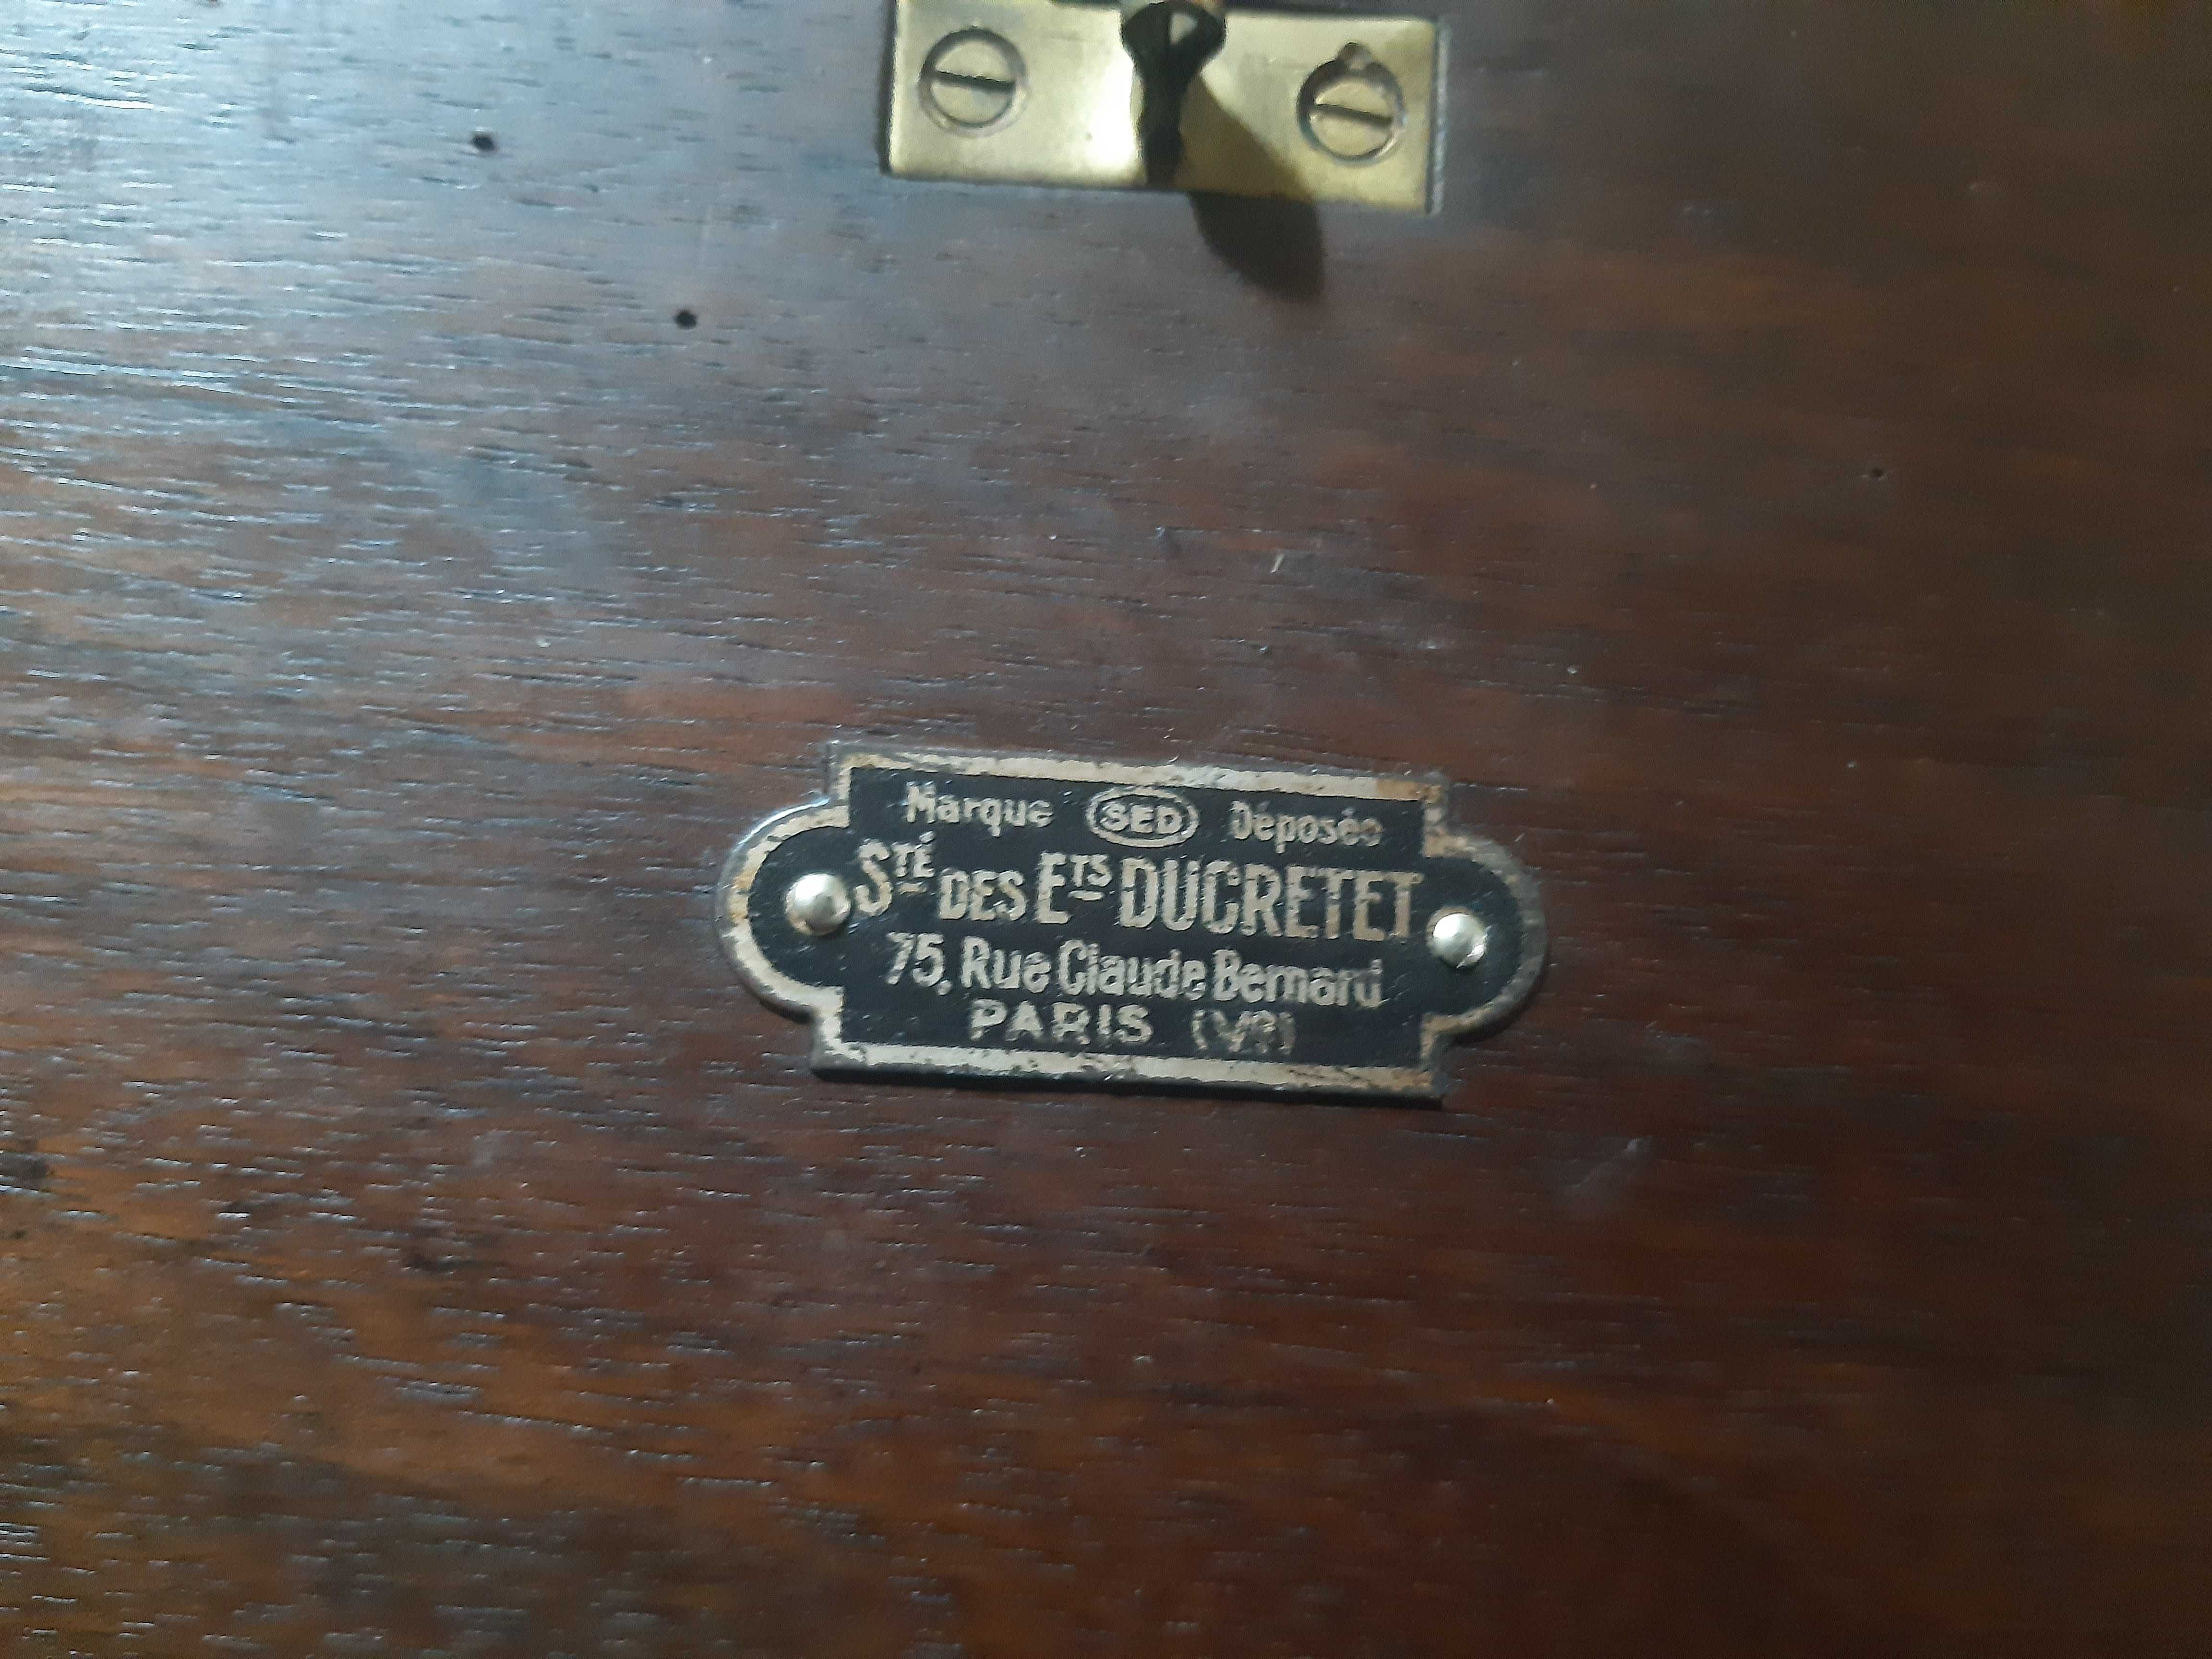 Marque SED Déposée
STÉ DES ETS DUCRETET
75, Rue Claude Bernard
PARIS